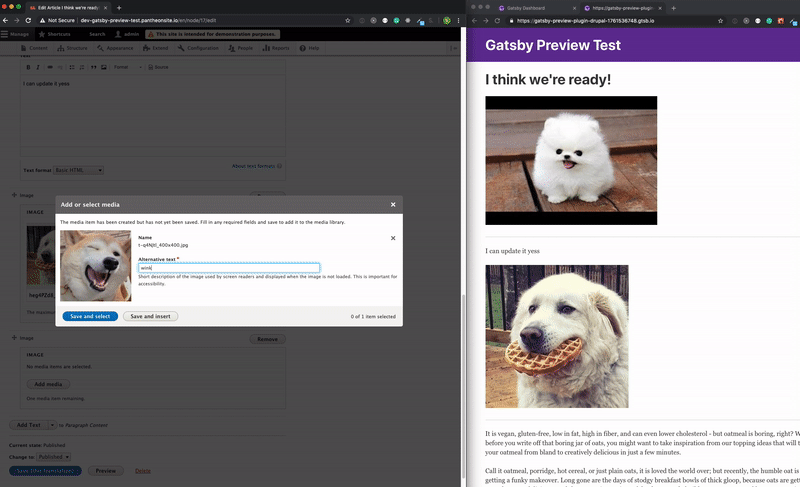 Edit Article I think we're ready!
Not Secure | dev-gatsby-preview-test.pantheonsite.io/en/node/17/edit
Manage Shortcuts admin This site is intended for demonstration purposes.
Content Structure Appearance Extend Configuration People Reports Help
Text
B I Format Source
I can update it yess
Text format Basic HTML About text formats
Image
IMAGE
Add or select media
The media item has been created but has not yet been saved. Fill in any required fields and save to add it to the media library.
Name
t-q4NJtI_400x400.jpg
Alternative text *
wink
Short description of the image used by screen readers and displayed when the image is not loaded. This is important for
accessibility.
Save and select Save and insert 0 of 1 item selected
Image Remove
IMAGE
No media items are selected.
Add media
One media item remaining.
Add Text to Paragraph Content
Current state: Published
Change to: Published
Save (this translation) Preview Delete
Gatsby Dashboard https://gatsby-preview-plugin-
https://gatsby-preview-plugin-drupal-1761536748.gtsb.io
Gatsby Preview Test
I think we're ready!
I can update it yess
It is vegan, gluten-free, low in fat, high in fiber, and can even lower cholesterol - but oatmeal is boring, right? W
before you write off that boring jar of oats, you might want to take inspiration from our topping ideas that will t
your oatmeal from bland to creatively delicious in just a few minutes.
Call it oatmeal, porridge, hot cereal, or just plain oats, it is loved the world over; but recently, the humble oat is
getting a funky makeover. Long gone are the days of stodgy breakfast bowls of thick gloop, because oats are get